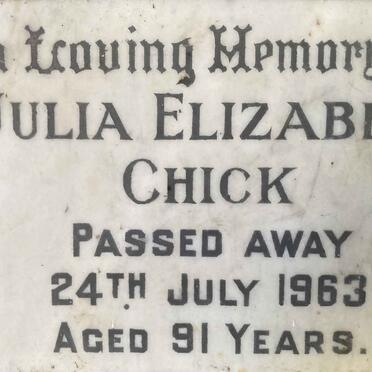 n Loving Memory
JULIA ELIZABE
CHICK
PASSED AWAY
24TH JULY 1963
AGED 91 YEARS.